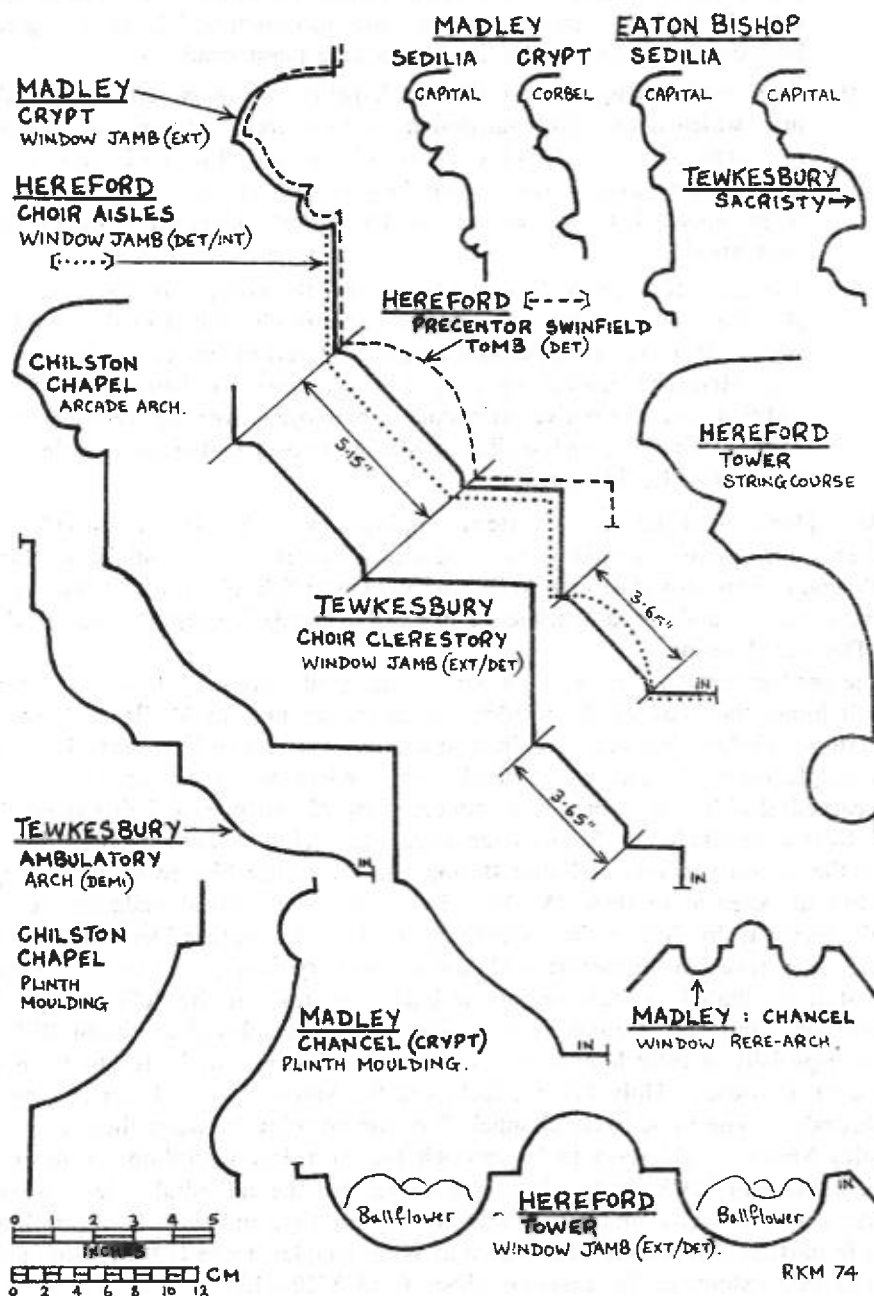 MADLEY
SEDILIA CRYPT
CAPITAL CORBEL
EATON BISHOP
SEDILIA
CAPITAL CAPITAL
MADLEY
CRYPT
WINDOW JAMB (EXT)
TEWKESBURY
SACRISTY
HEREFORD
CHOIR AISLES
WINDOW JAMB (DET/INT)
HEREFORD
PRECENTOR SWINFIELD
TOMB (DET)
CHILSTON
CHAPEL
ARCADE ARCH.
5·15"
HEREFORD
TOWER
STRINGCOURSE
3·65"
IN
TEWKESBURY
CHOIR CLERESTORY
WINDOW JAMB (EXT/DET)
3·65"
IN
TEWKESBURY
AMBULATORY
ARCH (DEMI)
IN
CHILSTON
CHAPEL
PLINTH
MOULDING
MADLEY
CHANCEL (CRYPT)
PLINTH MOULDING.
IN
MADLEY : CHANCEL
WINDOW RERE-ARCH.
IN
Ballflower
HEREFORD
TOWER
WINDOW JAMB (EXT/DET).
Ballflower
IN
0 1 2 3 4 5
INCHES
CM
0 2 4 6 8 10 12
RKM 74